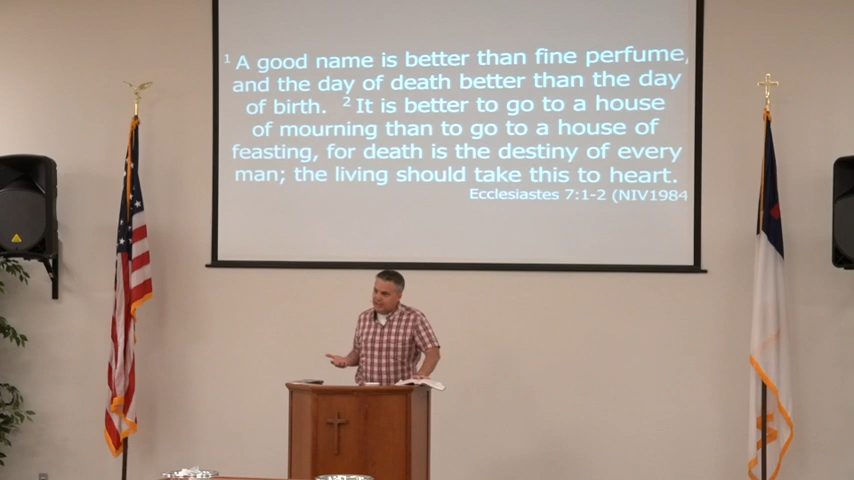 1 A good name is better than fine perfume,
and the day of death better than the day
of birth. 2 It is better to go to a house
of mourning than to go to a house of
feasting, for death is the destiny of every
man; the living should take this to heart.
Ecclesiastes 7:1-2 (NIV1984